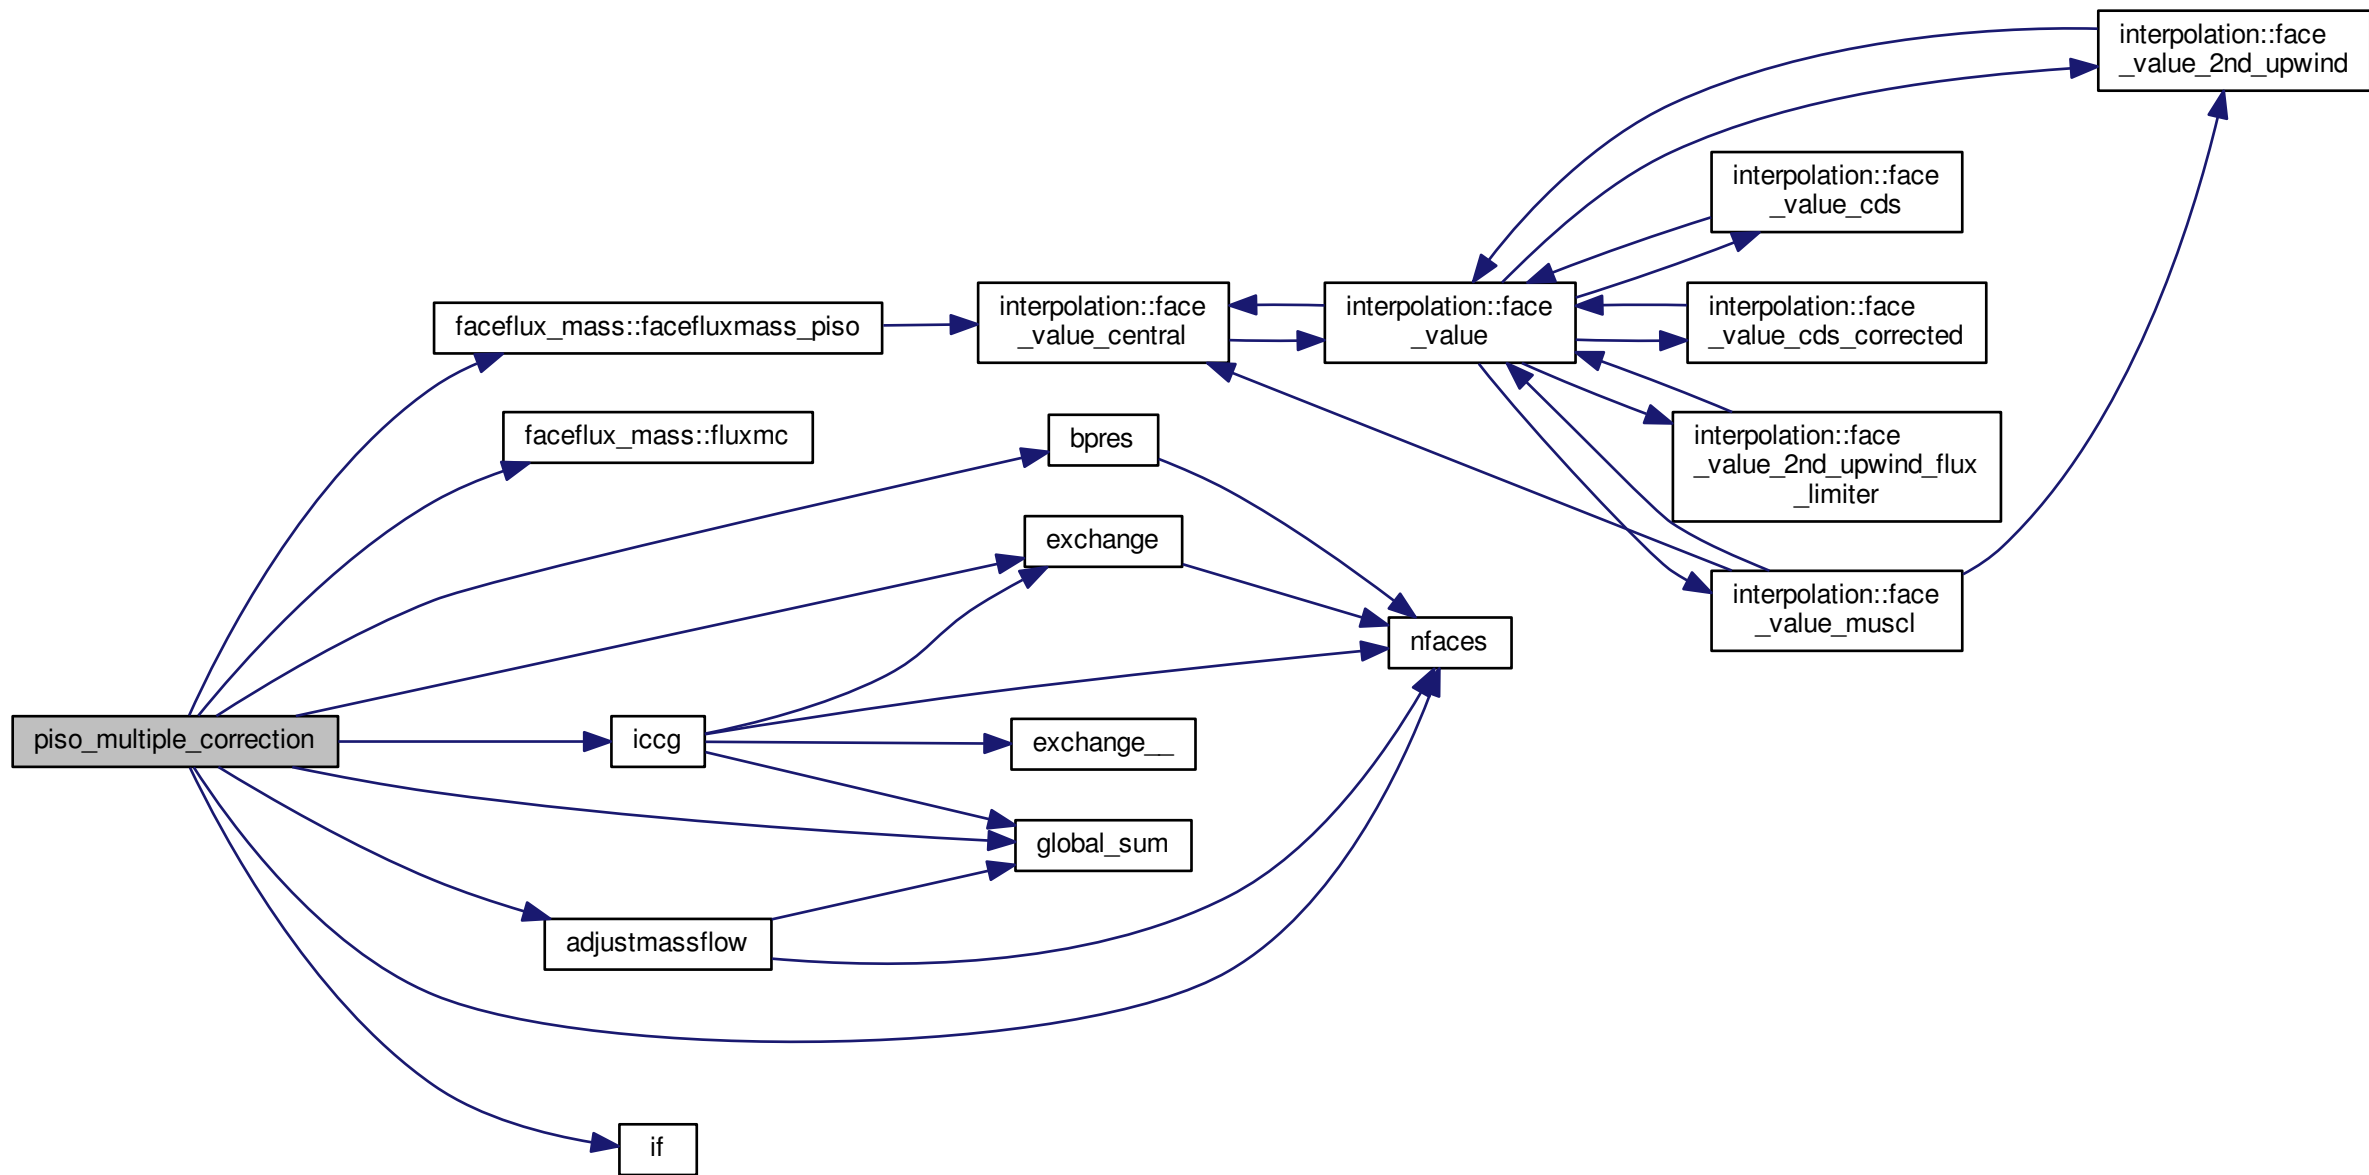 interpolation::face
_value_2nd_upwind
interpolation::face
_value_cds
faceflux_mass::facefluxmass_piso
interpolation::face
_value_central
interpolation::face
_value
interpolation::face
_value_cds_corrected
faceflux_mass::fluxmc
bpres
interpolation::face
_value_2nd_upwind_flux
_limiter
exchange
interpolation::face
_value_muscl
nfaces
piso_multiple_correction
iccg
exchange__
global_sum
adjustmassflow
if